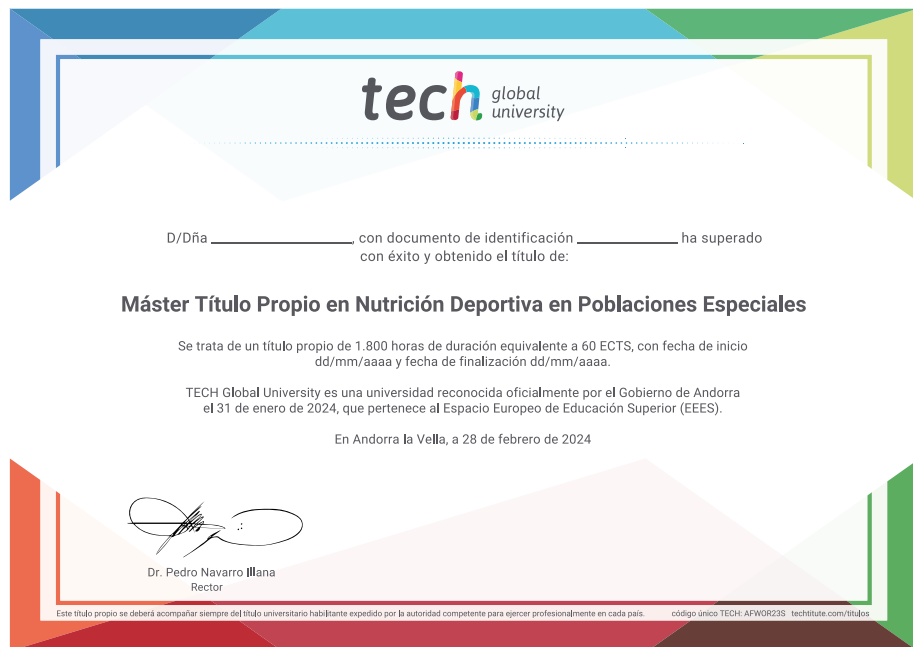 tech global university
D/Dña ______________, con documento de identificación __________ ha superado
con éxito y obtenido el título de:
Máster Título Propio en Nutrición Deportiva en Poblaciones Especiales
Se trata de un título propio de 1.800 horas de duración equivalente a 60 ECTS, con fecha de inicio
dd/mm/aaaa y fecha de finalización dd/mm/aaaa.
TECH Global University es una universidad reconocida oficialmente por el Gobierno de Andorra
el 31 de enero de 2024, que pertenece al Espacio Europeo de Educación Superior (EEES).
En Andorra la Vella, a 28 de febrero de 2024
Dr. Pedro Navarro Illana
Rector
Este título propio se deberá acompañar siempre del título universitario habilitante expedido por la autoridad competente para ejercer profesionalmente en cada país. código único TECH: AFWOR23S techtitute.com/titulos